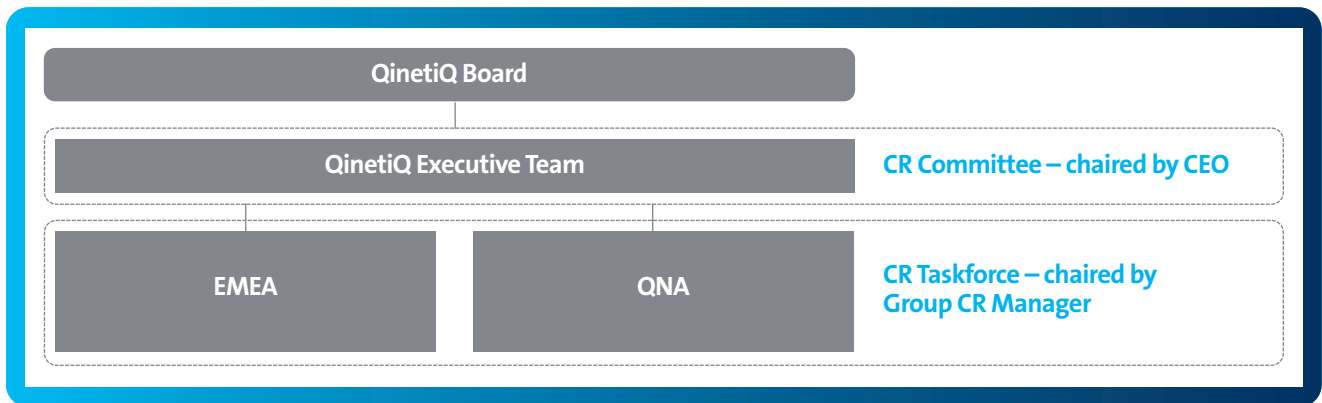 QinetiQ Board
QinetiQ Executive Team
CR Committee – chaired by CEO
EMEA
QNA
CR Taskforce – chaired by
Group CR Manager